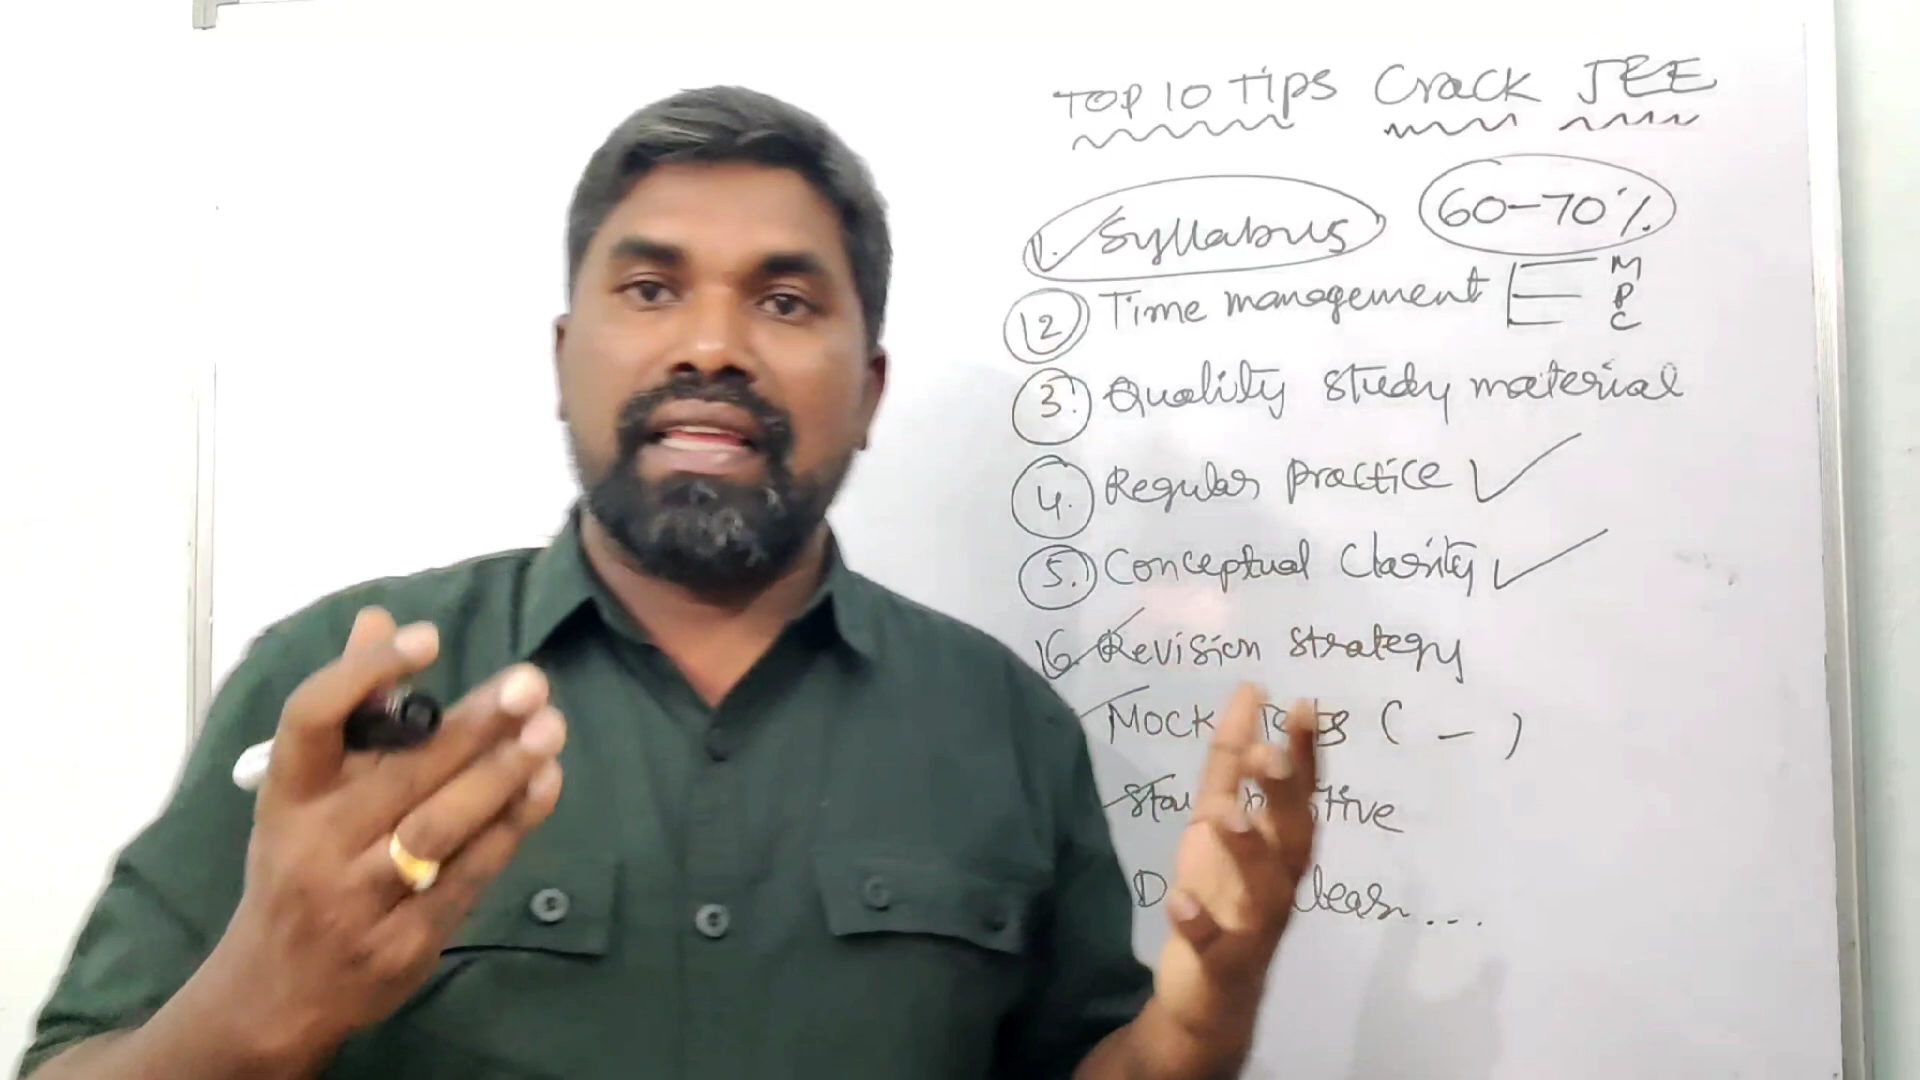 TOP 10 Tips Crack JEE
1. Syllabus 60-70%
2 Time management M P C
3. Quality study material
4. Regular practice
5. Conceptual Clarity
6. Revision strategy
Mock ( - )
...